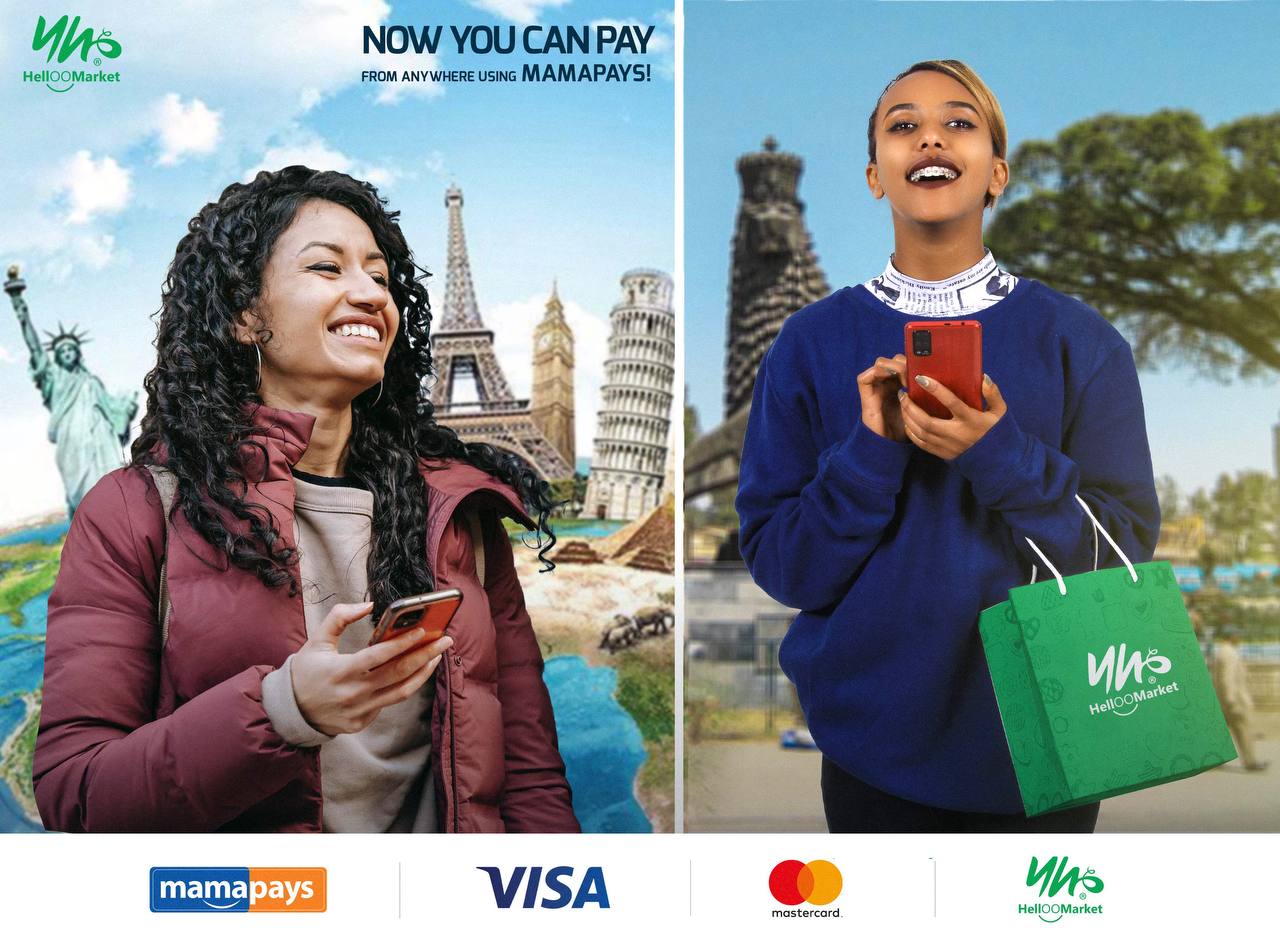 HellOOMarket
NOW YOU CAN PAY
FROM ANYWHERE USING MAMAPAYS!
HellOOMarket
mamapays
VISA
mastercard.
HellOOMarket